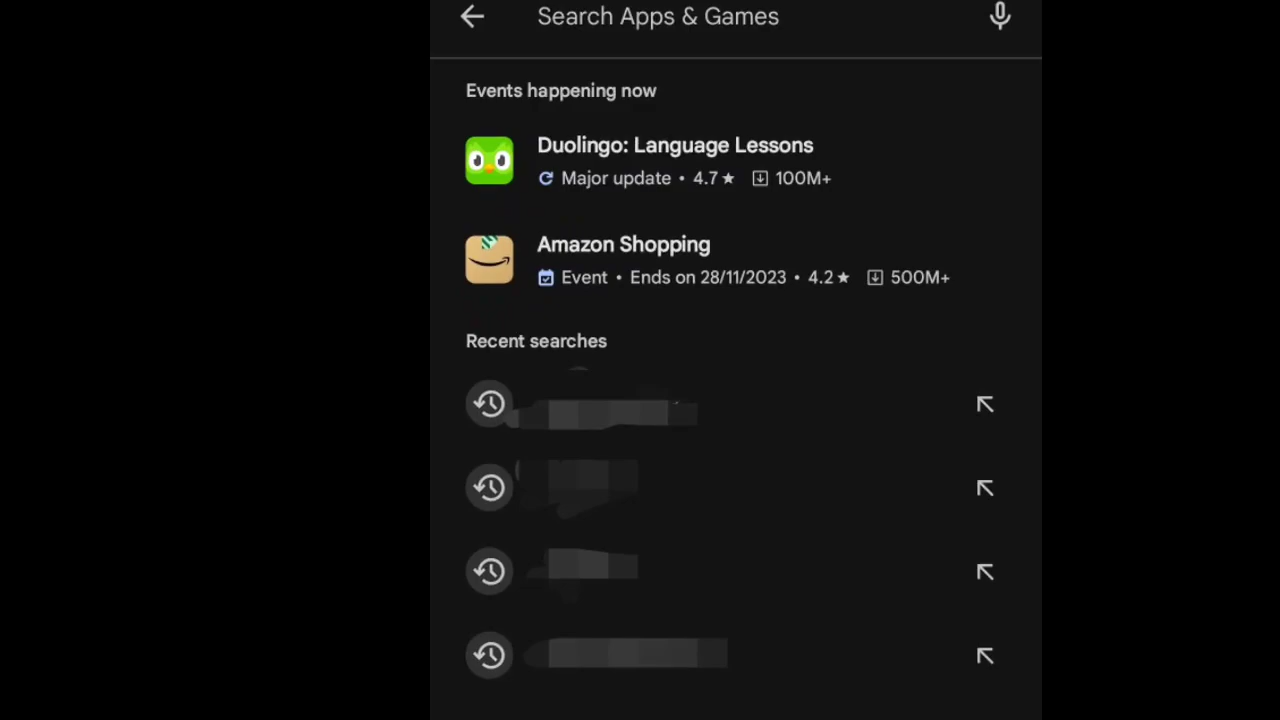 Search Apps & Games
Events happening now
Duolingo: Language Lessons
Major update • 4.7★ 100M+
Amazon Shopping
Event • Ends on 28/11/2023 • 4.2★ 500M+
Recent searches